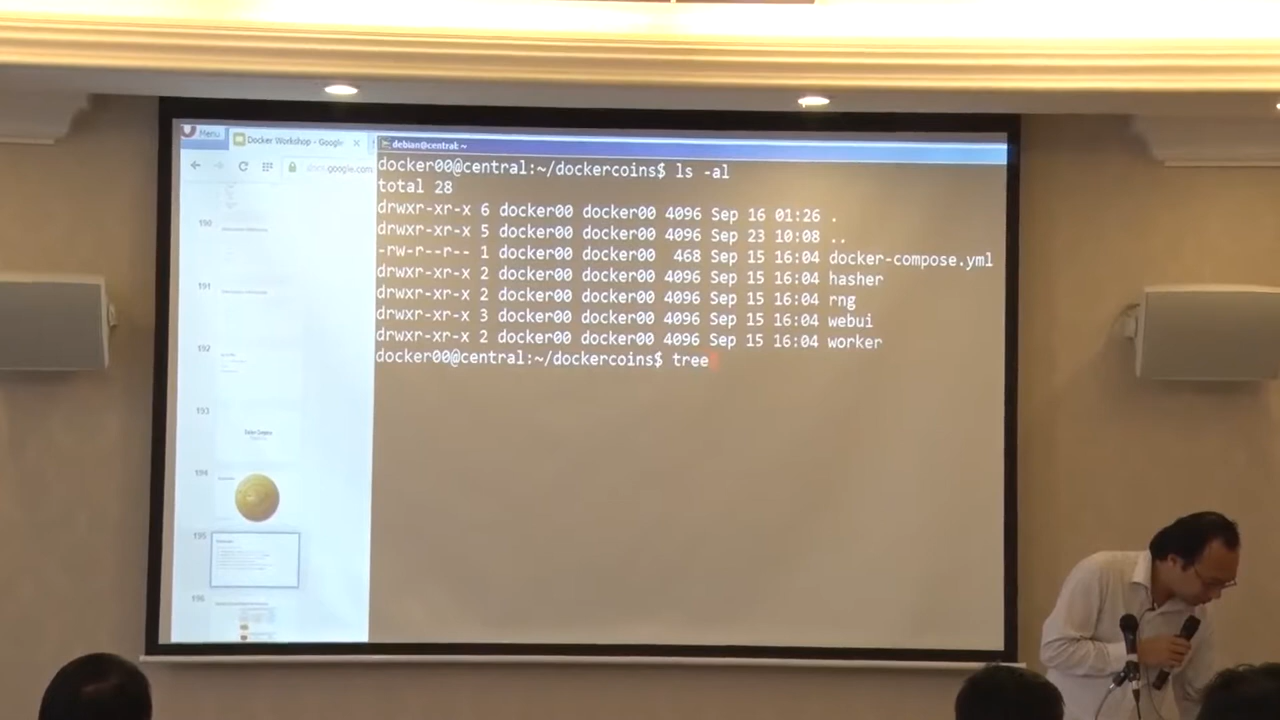 Menu
Docker Workshop - Google
debian@central: ~
docker00@central:~/dockercoins$ ls -al
google.com
total 28
drwxr-xr-x 6 docker00 docker00 4096 Sep 16 01:26 .
drwxr-xr-x 5 docker00 docker00 4096 Sep 23 10:08 ..
-rw-r--r-- 1 docker00 docker00  468 Sep 15 16:04 docker-compose.yml
drwxr-xr-x 2 docker00 docker00 4096 Sep 15 16:04 hasher
drwxr-xr-x 2 docker00 docker00 4096 Sep 15 16:04 rng
drwxr-xr-x 3 docker00 docker00 4096 Sep 15 16:04 webui
drwxr-xr-x 2 docker00 docker00 4096 Sep 15 16:04 worker
docker00@central:~/dockercoins$ tree
190
191
192
193
194
195
196